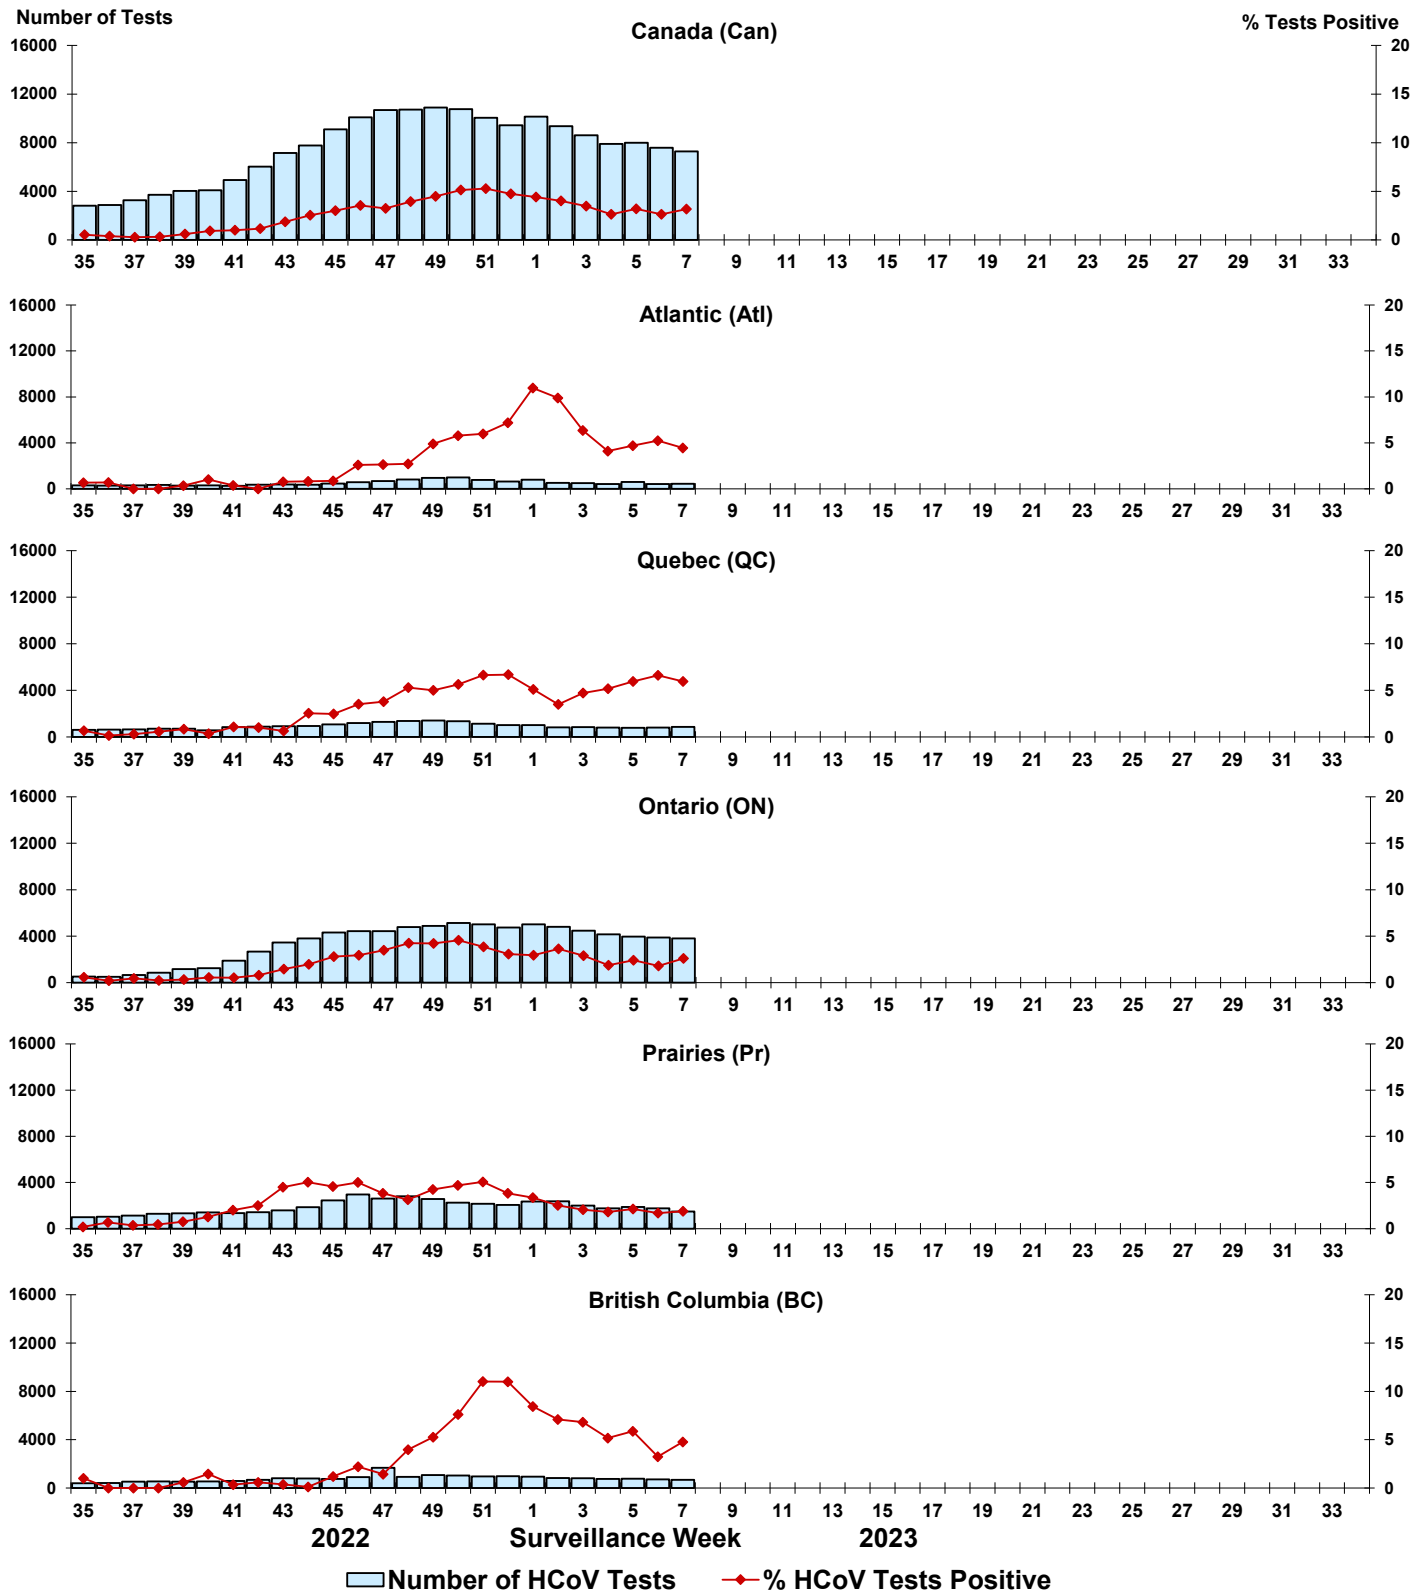 Number of Tests
Canada (Can)
% Tests Positive
16000 20
12000 15
8000 10
4000 5
0 0
35 37 39 41 43 45 47 49 51 1 3 5 7 9 11 13 15 17 19 21 23 25 27 29 31 33
Atlantic (Atl)
16000 20
12000 15
8000 10
4000 5
0 0
35 37 39 41 43 45 47 49 51 1 3 5 7 9 11 13 15 17 19 21 23 25 27 29 31 33
Quebec (QC)
16000 20
12000 15
8000 10
4000 5
0 0
35 37 39 41 43 45 47 49 51 1 3 5 7 9 11 13 15 17 19 21 23 25 27 29 31 33
Ontario (ON)
16000 20
12000 15
8000 10
4000 5
0 0
35 37 39 41 43 45 47 49 51 1 3 5 7 9 11 13 15 17 19 21 23 25 27 29 31 33
Prairies (Pr)
16000 20
12000 15
8000 10
4000 5
0 0
35 37 39 41 43 45 47 49 51 1 3 5 7 9 11 13 15 17 19 21 23 25 27 29 31 33
British Columbia (BC)
16000 20
12000 15
8000 10
4000 5
0 0
35 37 39 41 43 45 47 49 51 1 3 5 7 9 11 13 15 17 19 21 23 25 27 29 31 33
2022 Surveillance Week 2023
Number of HCoV Tests % HCoV Tests Positive